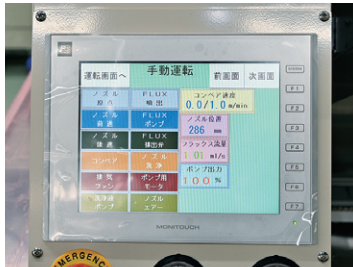 運転画面へ
手動運転
前画面
次画面
ノズル
原点
FLUX
噴出
コンベア速度
0.0/1.0 m/min
ノズル
前進
FLUX
ポンプ
ノズル位置
286 mm
ノズル
後退
FLUX
噴出弁
フラックス流量
1.01 ml/s
コンベア
ノズル
洗浄
ポンプ出力
100 %
排気
ファン
ポンプ用
モータ
洗浄液
ポンプ
ノズル
エアー
MONITOUCH
F1
F2
F3
F4
F5
F6
F7
EMERGENC